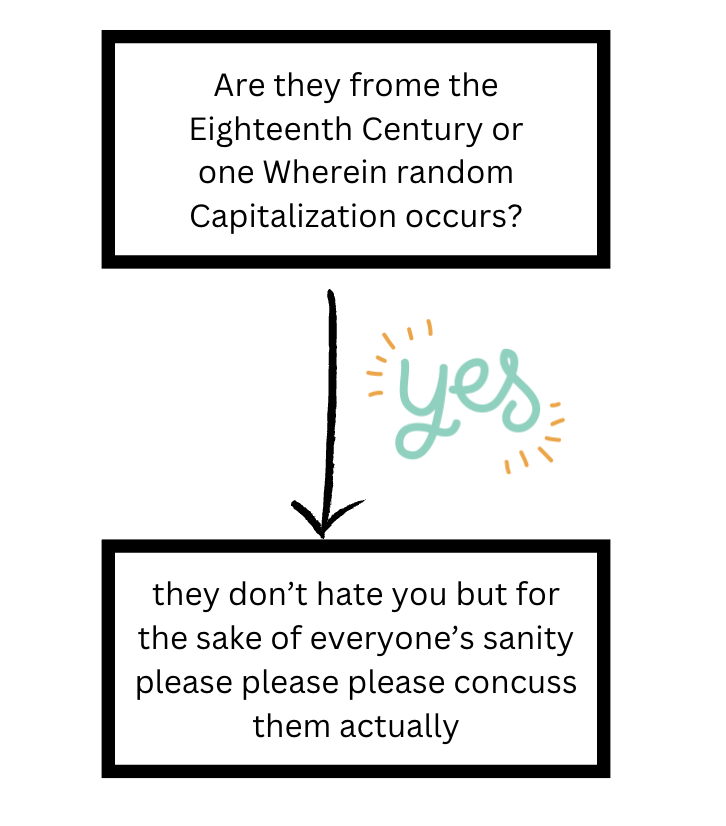 Are they frome the
Eighteenth Century or
one Wherein random
Capitalization occurs?
yes
they don’t hate you but for
the sake of everyone’s sanity
please please please concuss
them actually